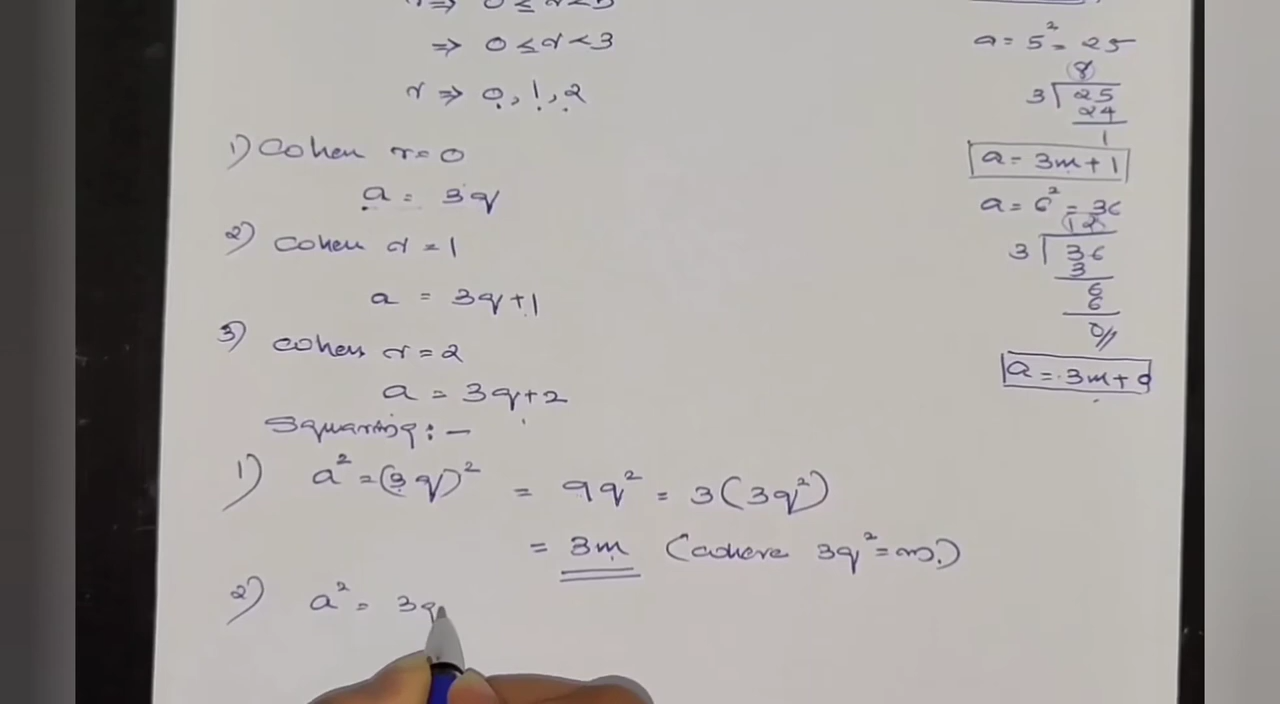 ⇒ 0 ≤ r < 3
r ⇒ 0, 1, 2
1) when r = 0
a = 3q
2) when r = 1
a = 3q+1
3) when r = 2
a = 3q+2
Squaring :-
1) a² = (3q)² = 9q² = 3(3q²)
= 3m (where 3q² = m.)
2) a² = 3q
a = 5² = 25
8
3 25
24
1
a = 3m + 1
a = 6² = 36
12
3 36
3
6
6
0//
a = 3m + 0